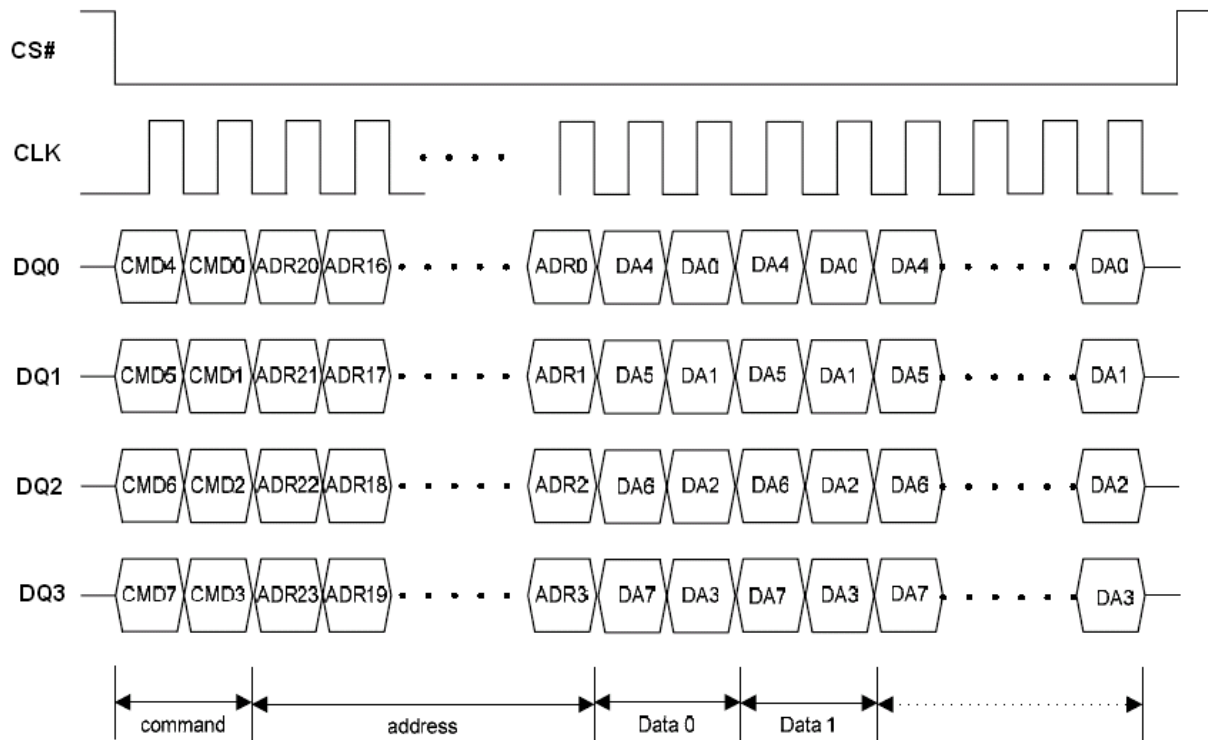 CS#
CLK
DQ0 CMD4 CMD0 ADR20 ADR16 ADR0 DA4 DA0 DA4 DA0 DA4 DA0
DQ1 CMD5 CMD1 ADR21 ADR17 ADR1 DA5 DA1 DA5 DA1 DA5 DA1
DQ2 CMD6 CMD2 ADR22 ADR18 ADR2 DA6 DA2 DA6 DA2 DA6 DA2
DQ3 CMD7 CMD3 ADR23 ADR19 ADR3 DA7 DA3 DA7 DA3 DA7 DA3
command address Data 0 Data 1